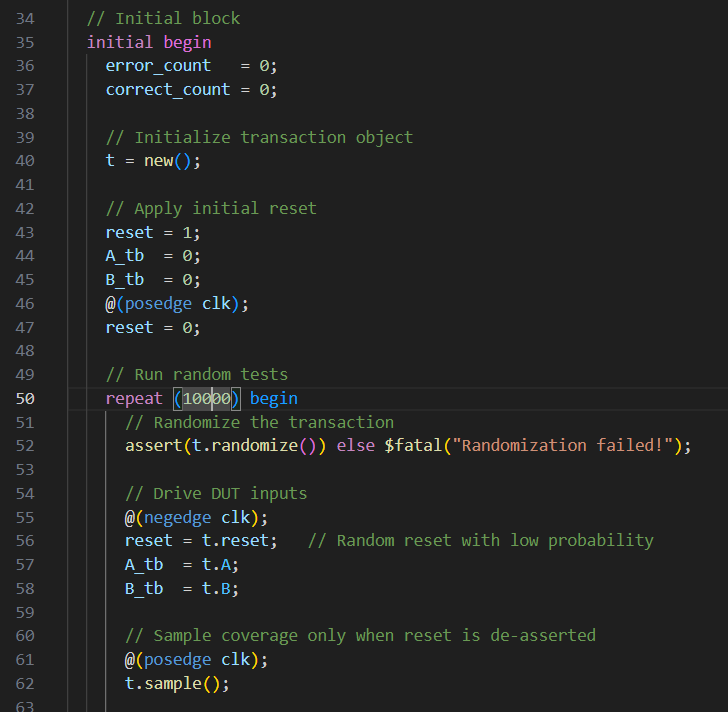 34 // Initial block
35 initial begin
36 error_count = 0;
37 correct_count = 0;
38
39 // Initialize transaction object
40 t = new();
41
42 // Apply initial reset
43 reset = 1;
44 A_tb = 0;
45 B_tb = 0;
46 @(posedge clk);
47 reset = 0;
48
49 // Run random tests
50 repeat (10000) begin
51 // Randomize the transaction
52 assert(t.randomize()) else $fatal("Randomization failed!");
53
54 // Drive DUT inputs
55 @(negedge clk);
56 reset = t.reset; // Random reset with low probability
57 A_tb = t.A;
58 B_tb = t.B;
59
60 // Sample coverage only when reset is de-asserted
61 @(posedge clk);
62 t.sample();
63